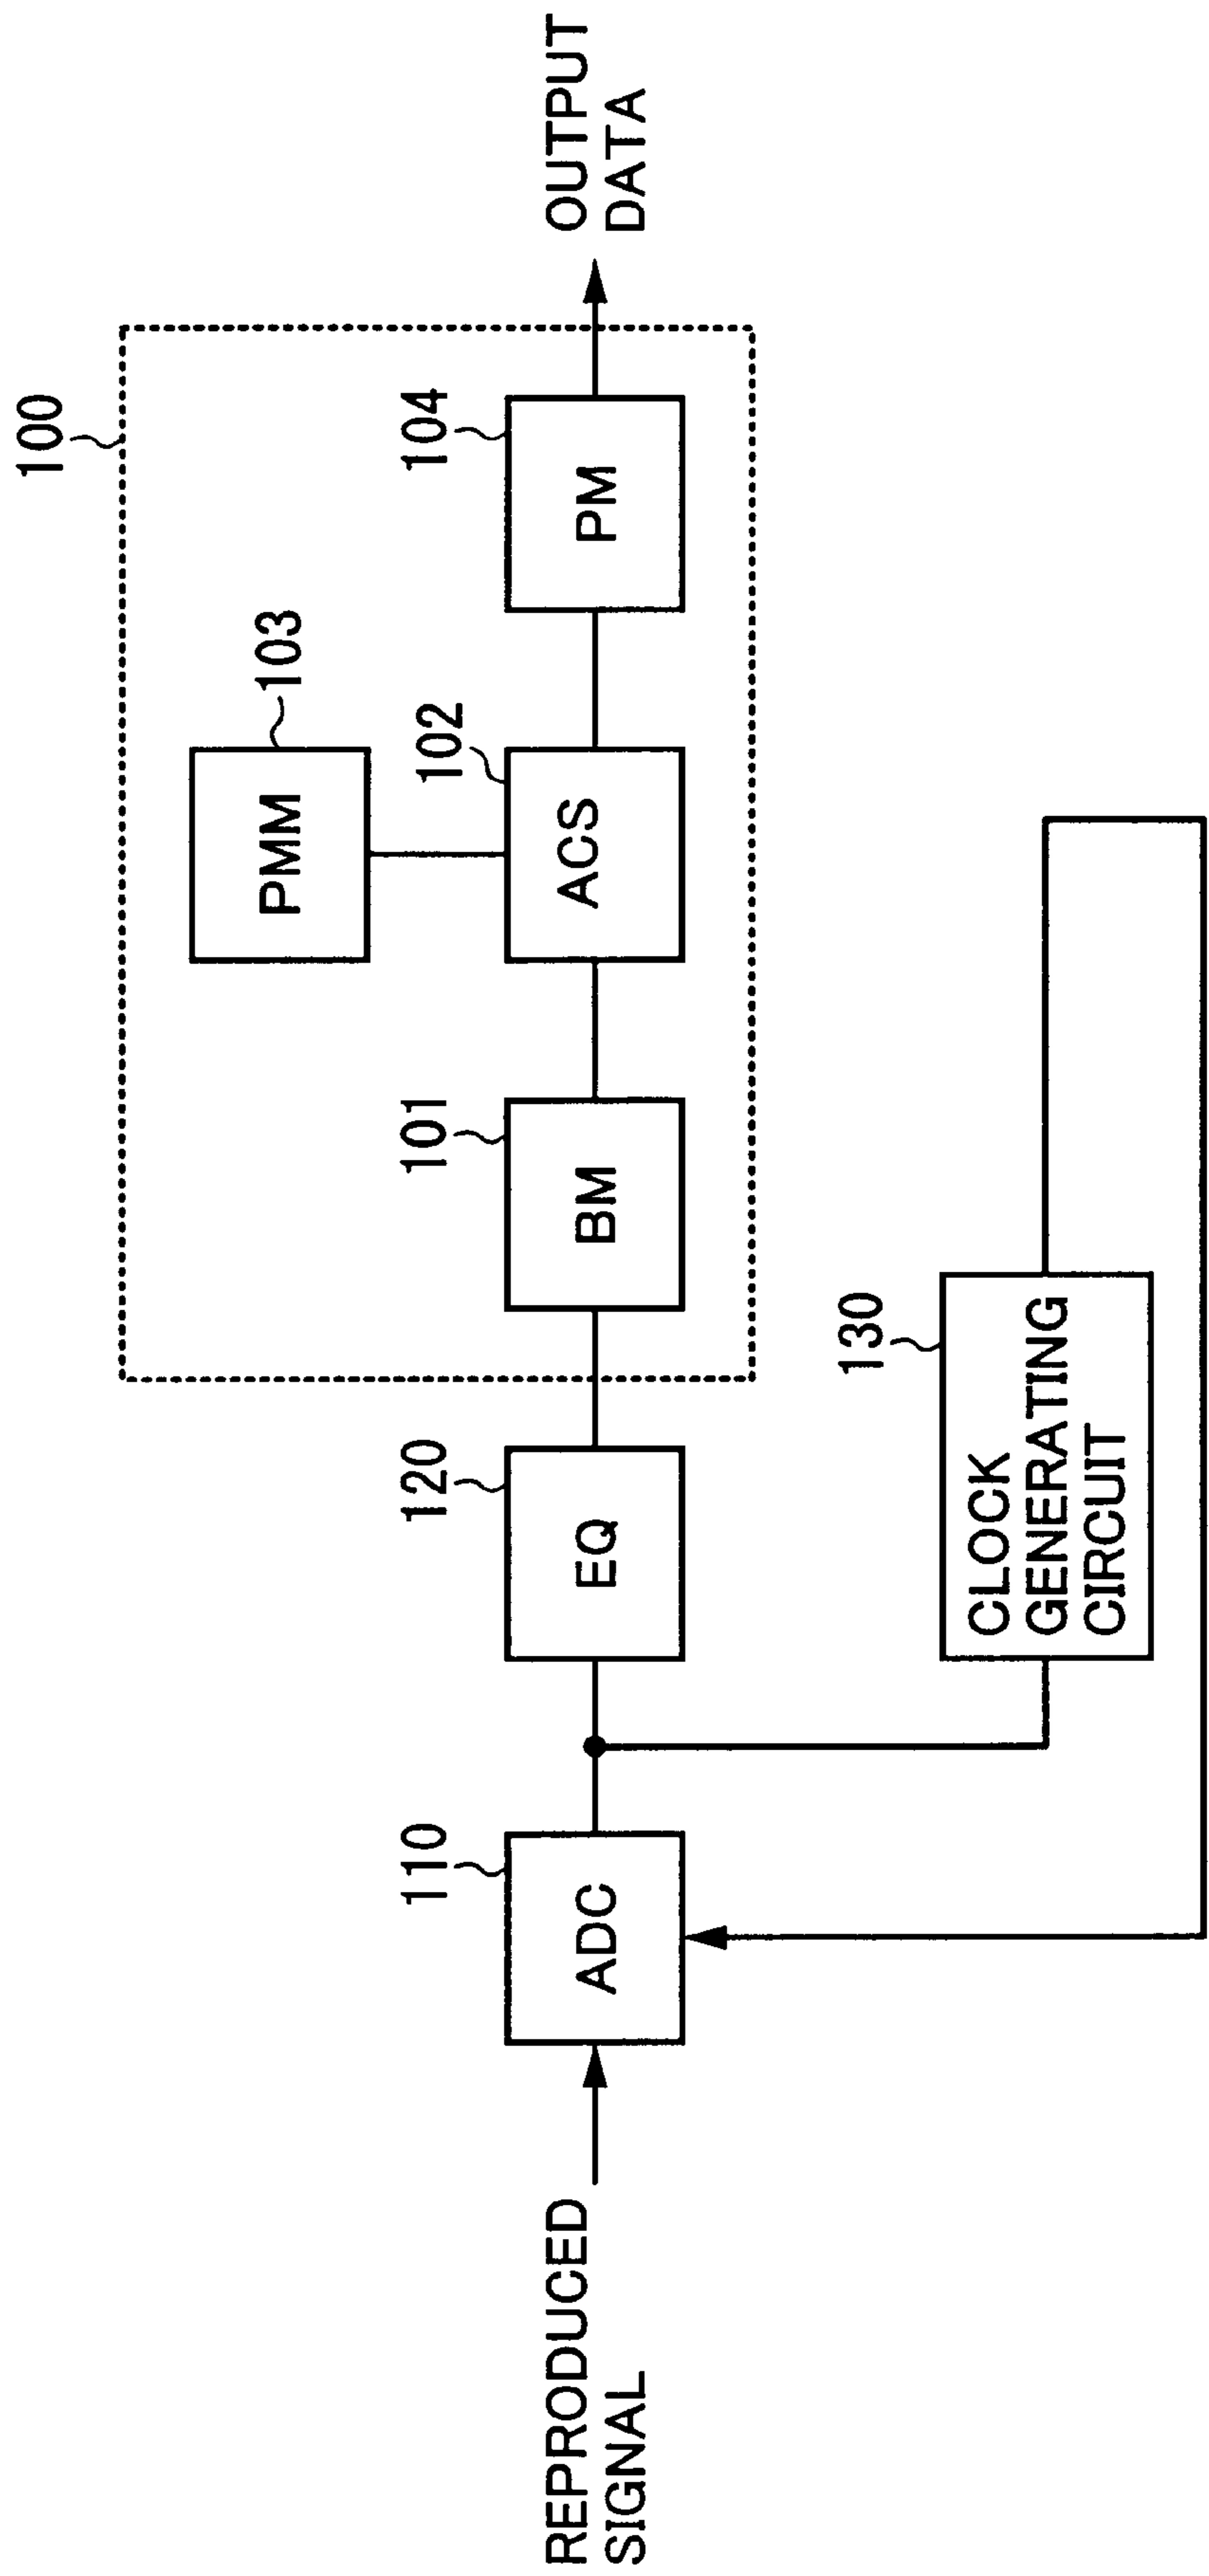 100
103
PMM
110
120
101
102
104
REPRODUCED
SIGNAL
ADC
EQ
BM
ACS
PM
OUTPUT
DATA
130
CLOCK
GENERATING
CIRCUIT